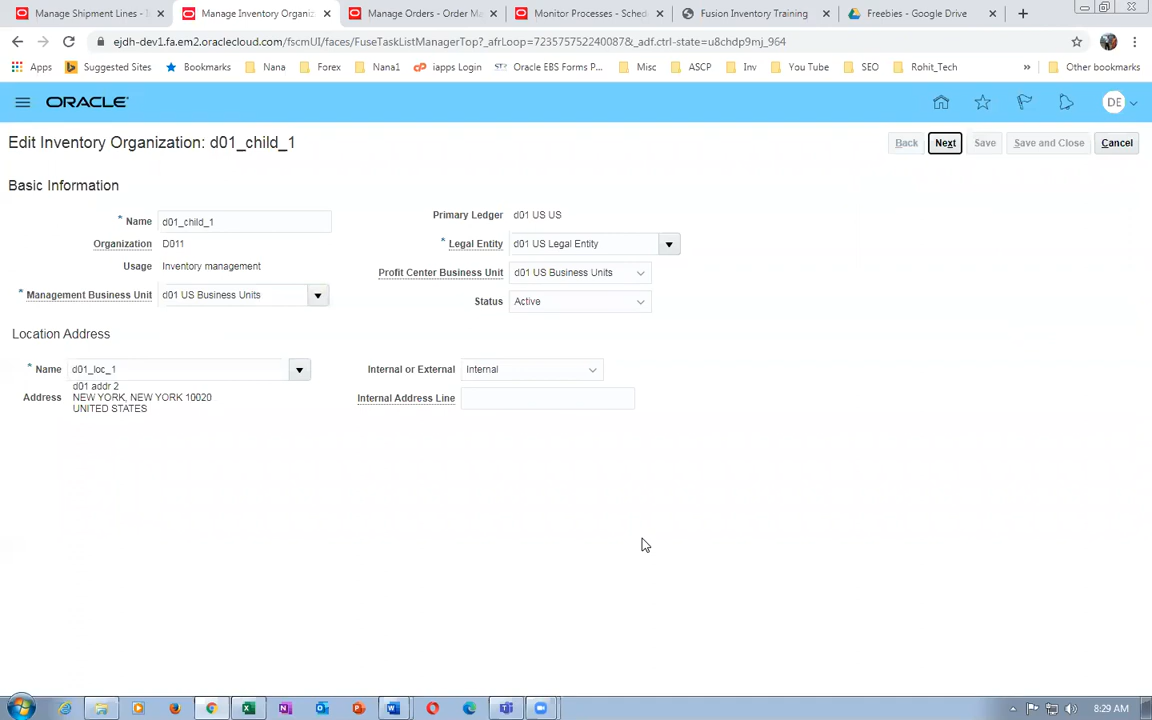 Manage Shipment Lines - I
Manage Inventory Organiz
Manage Orders - Order Ma
Monitor Processes - Sched
Fusion Inventory Training
Freebies - Google Drive
ejdh-dev1.fa.em2.oraclecloud.com/fscmUI/faces/FuseTaskListManagerTop?_afrLoop=72357575224008​7&_adf.ctrl-state=u8chdp9mj_964
Apps
Suggested Sites
Bookmarks
Nana
Forex
Nana1
iapps Login
Oracle EBS Forms P...
Misc
ASCP
Inv
You Tube
SEO
Rohit_Tech
»
Other bookmarks
ORACLE
DE
Edit Inventory Organization: d01_child_1
Back
Next
Save
Save and Close
Cancel
Basic Information
* Name d01_child_1
Organization D011
Usage Inventory management
* Management Business Unit d01 US Business Units
Primary Ledger d01 US US
* Legal Entity d01 US Legal Entity
Profit Center Business Unit d01 US Business Units
Status Active
Location Address
* Name d01_loc_1
Address d01 addr 2
NEW YORK, NEW YORK 10020
UNITED STATES
Internal or External Internal
Internal Address Line
8:29 AM